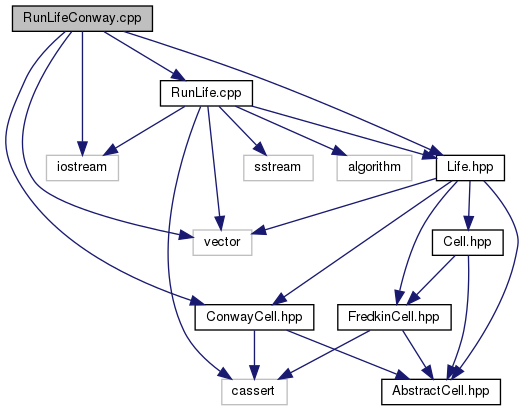 RunLifeConway.cpp
RunLife.cpp
iostream
sstream
algorithm
Life.hpp
vector
Cell.hpp
ConwayCell.hpp
FredkinCell.hpp
cassert
AbstractCell.hpp